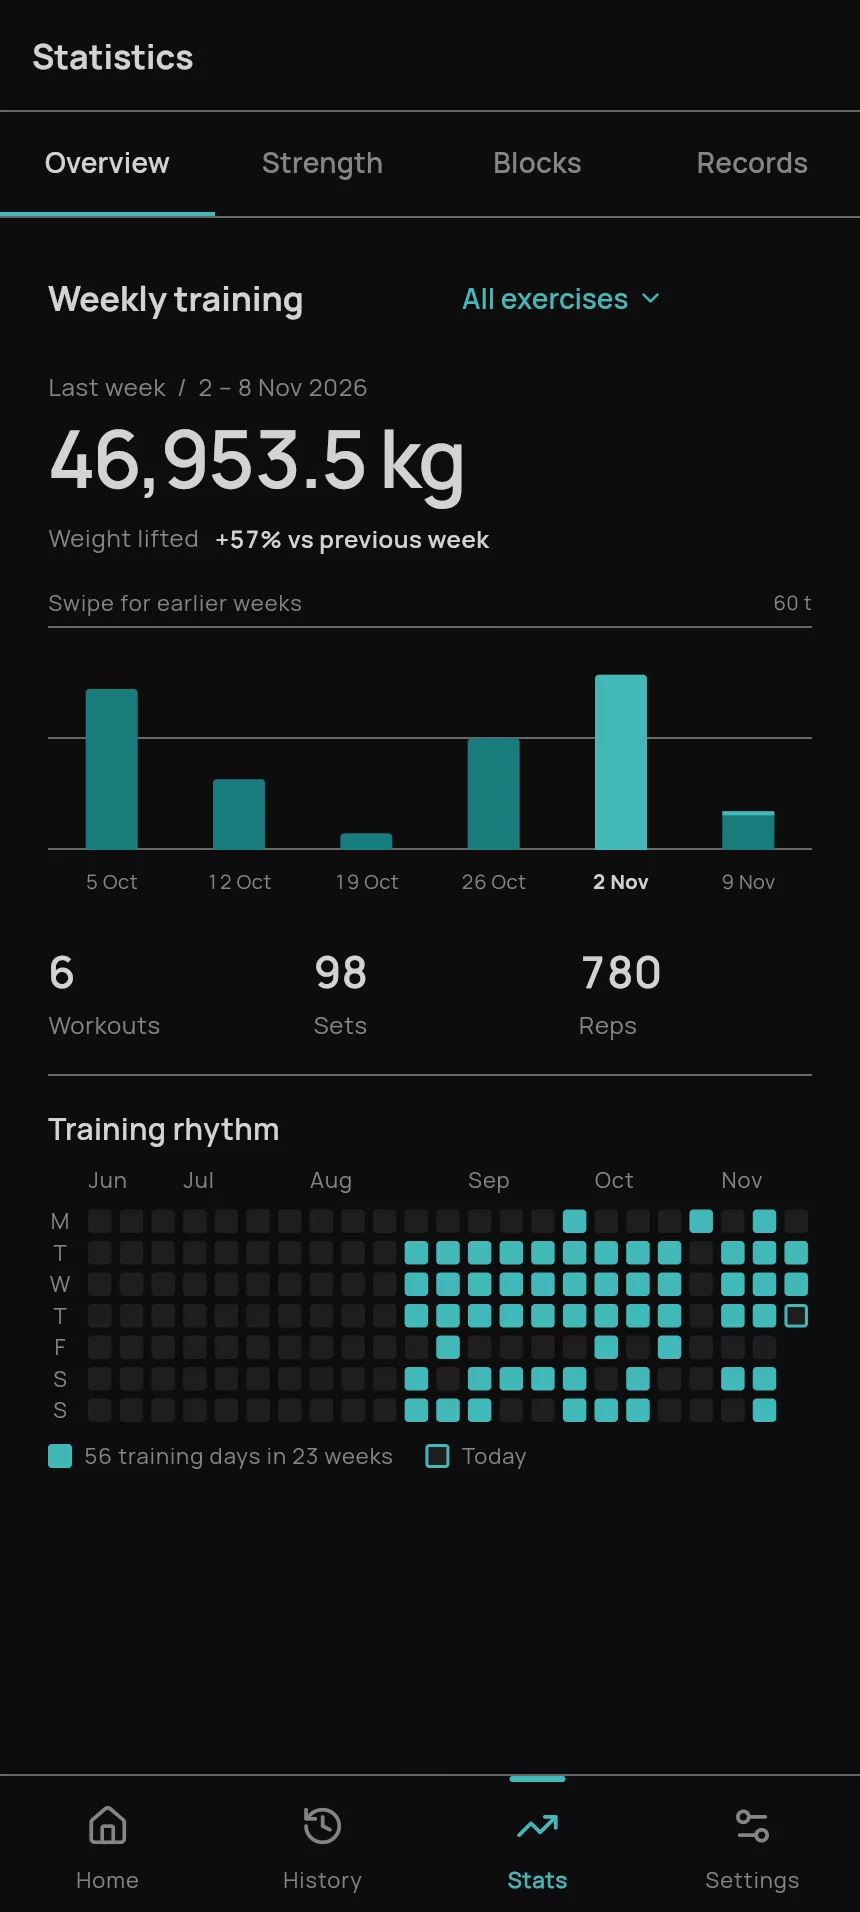 Statistics
Overview Strength Blocks Records
Weekly training All exercises
Last week / 2 – 8 Nov 2026
46,953.5 kg
Weight lifted +57% vs previous week
Swipe for earlier weeks 60 t
5 Oct 12 Oct 19 Oct 26 Oct 2 Nov 9 Nov
6 98 780
Workouts Sets Reps
Training rhythm
Jun Jul Aug Sep Oct Nov
M
T
W
T
F
S
S
56 training days in 23 weeks Today
Home History Stats Settings